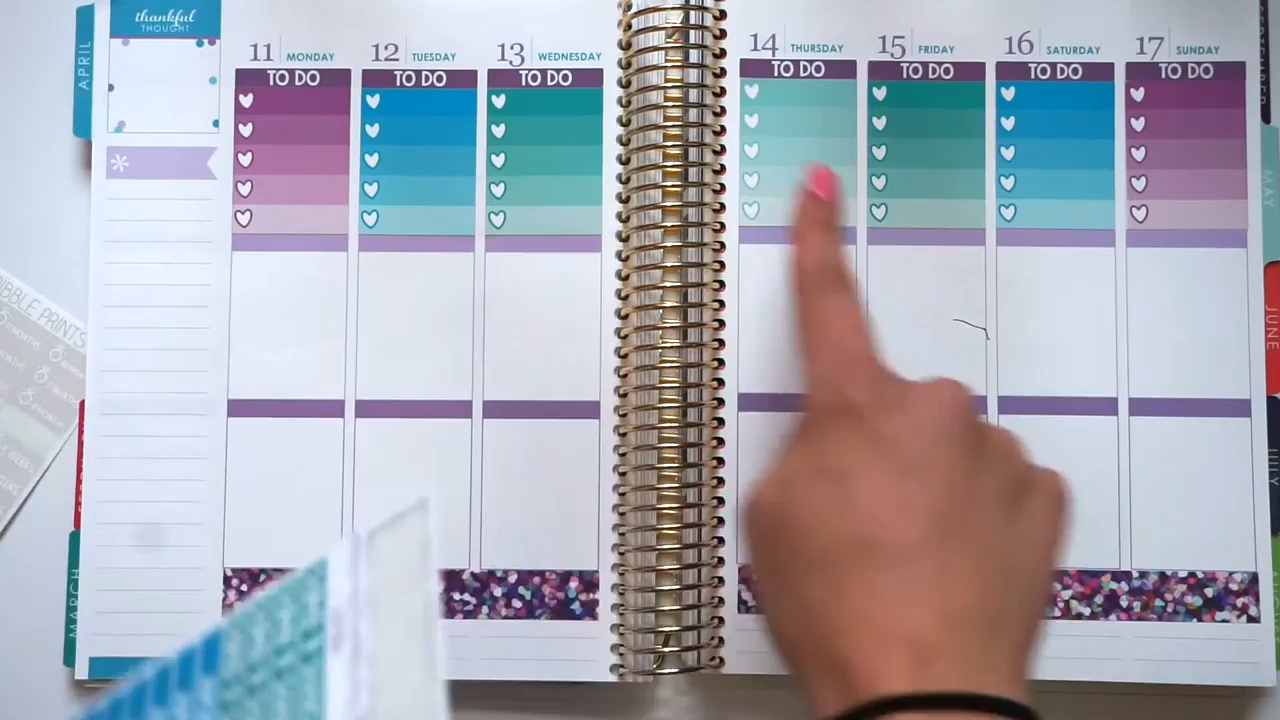 thankful
THOUGHT
APRIL
11 MONDAY
12 TUESDAY
13 WEDNESDAY
14 THURSDAY
15 FRIDAY
16 SATURDAY
17 SUNDAY
TO DO
TO DO
TO DO
TO DO
TO DO
TO DO
TO DO
*
MARCH
MAY
JUNE
JULY